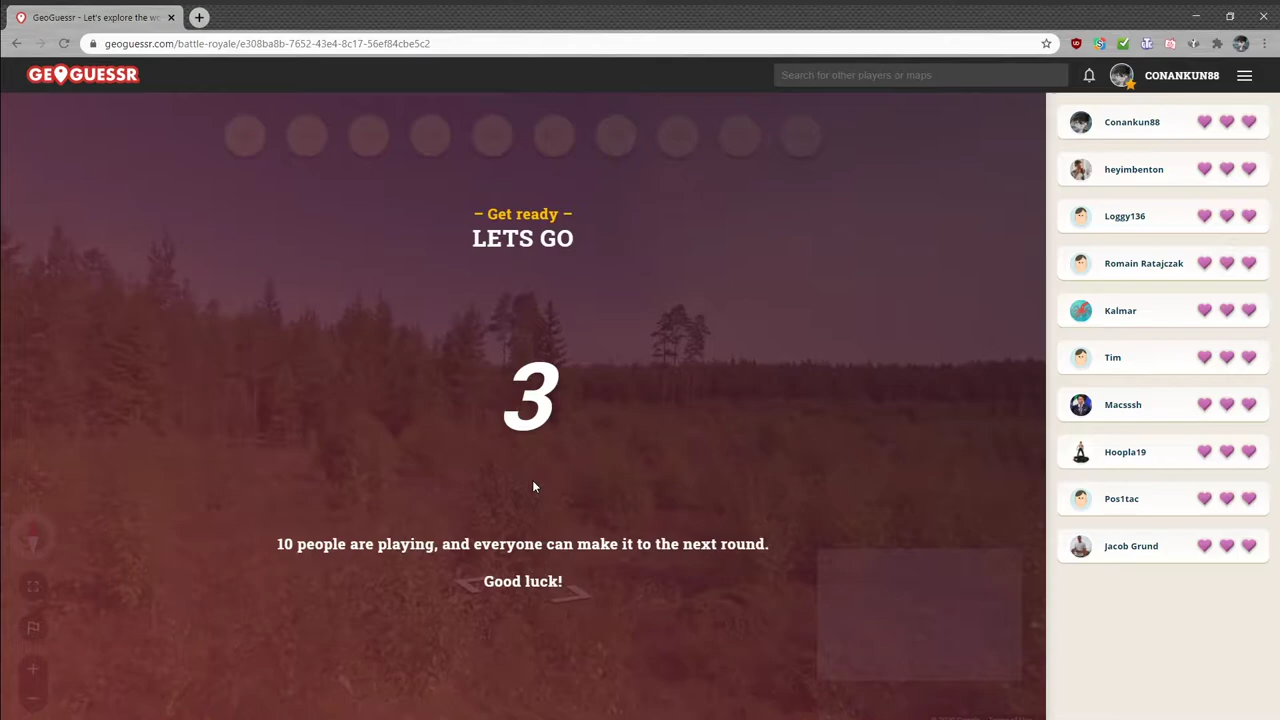 GeoGuessr - Let's explore the wo
geoguessr.com/battle-royale/e308ba8b-7652-43e4-8c17-56ef84cbe5c2
GEOGUESSR
Search for other players or maps
CONANKUN88
– Get ready –
LETS GO
3
10 people are playing, and everyone can make it to the next round.
Good luck!
Conankun88
heyimbenton
Loggy136
Romain Ratajczak
Kalmar
Tim
Macsssh
Hoopla19
Pos1tac
Jacob Grund